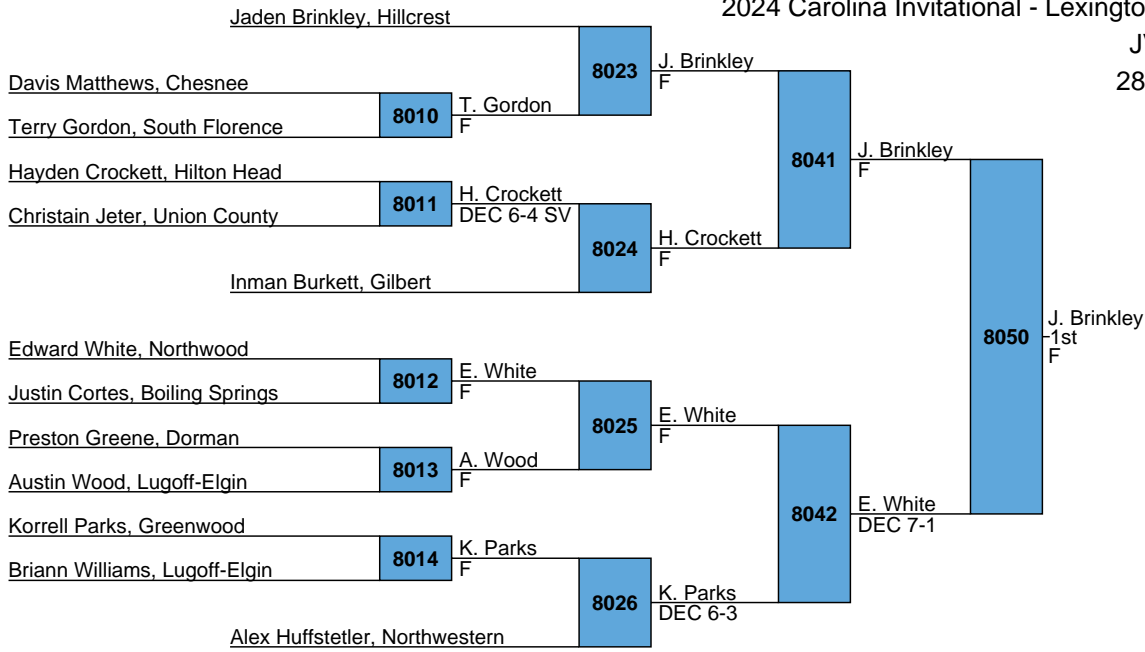 2024 Carolina Invitational - Lexingto
Jaden Brinkley, Hillcrest
28
8023
J. Brinkley
F
Davis Matthews, Chesnee
8010
T. Gordon
F
Terry Gordon, South Florence
8041
J. Brinkley
F
Hayden Crockett, Hilton Head
8011
H. Crockett
DEC 6-4 SV
Christain Jeter, Union County
8024
H. Crockett
F
Inman Burkett, Gilbert
8050
J. Brinkley
1st
F
Edward White, Northwood
8012
E. White
F
Justin Cortes, Boiling Springs
8025
E. White
F
Preston Greene, Dorman
8013
A. Wood
F
Austin Wood, Lugoff-Elgin
8042
E. White
DEC 7-1
Korrell Parks, Greenwood
8014
K. Parks
F
Briann Williams, Lugoff-Elgin
8026
K. Parks
DEC 6-3
Alex Huffstetler, Northwestern